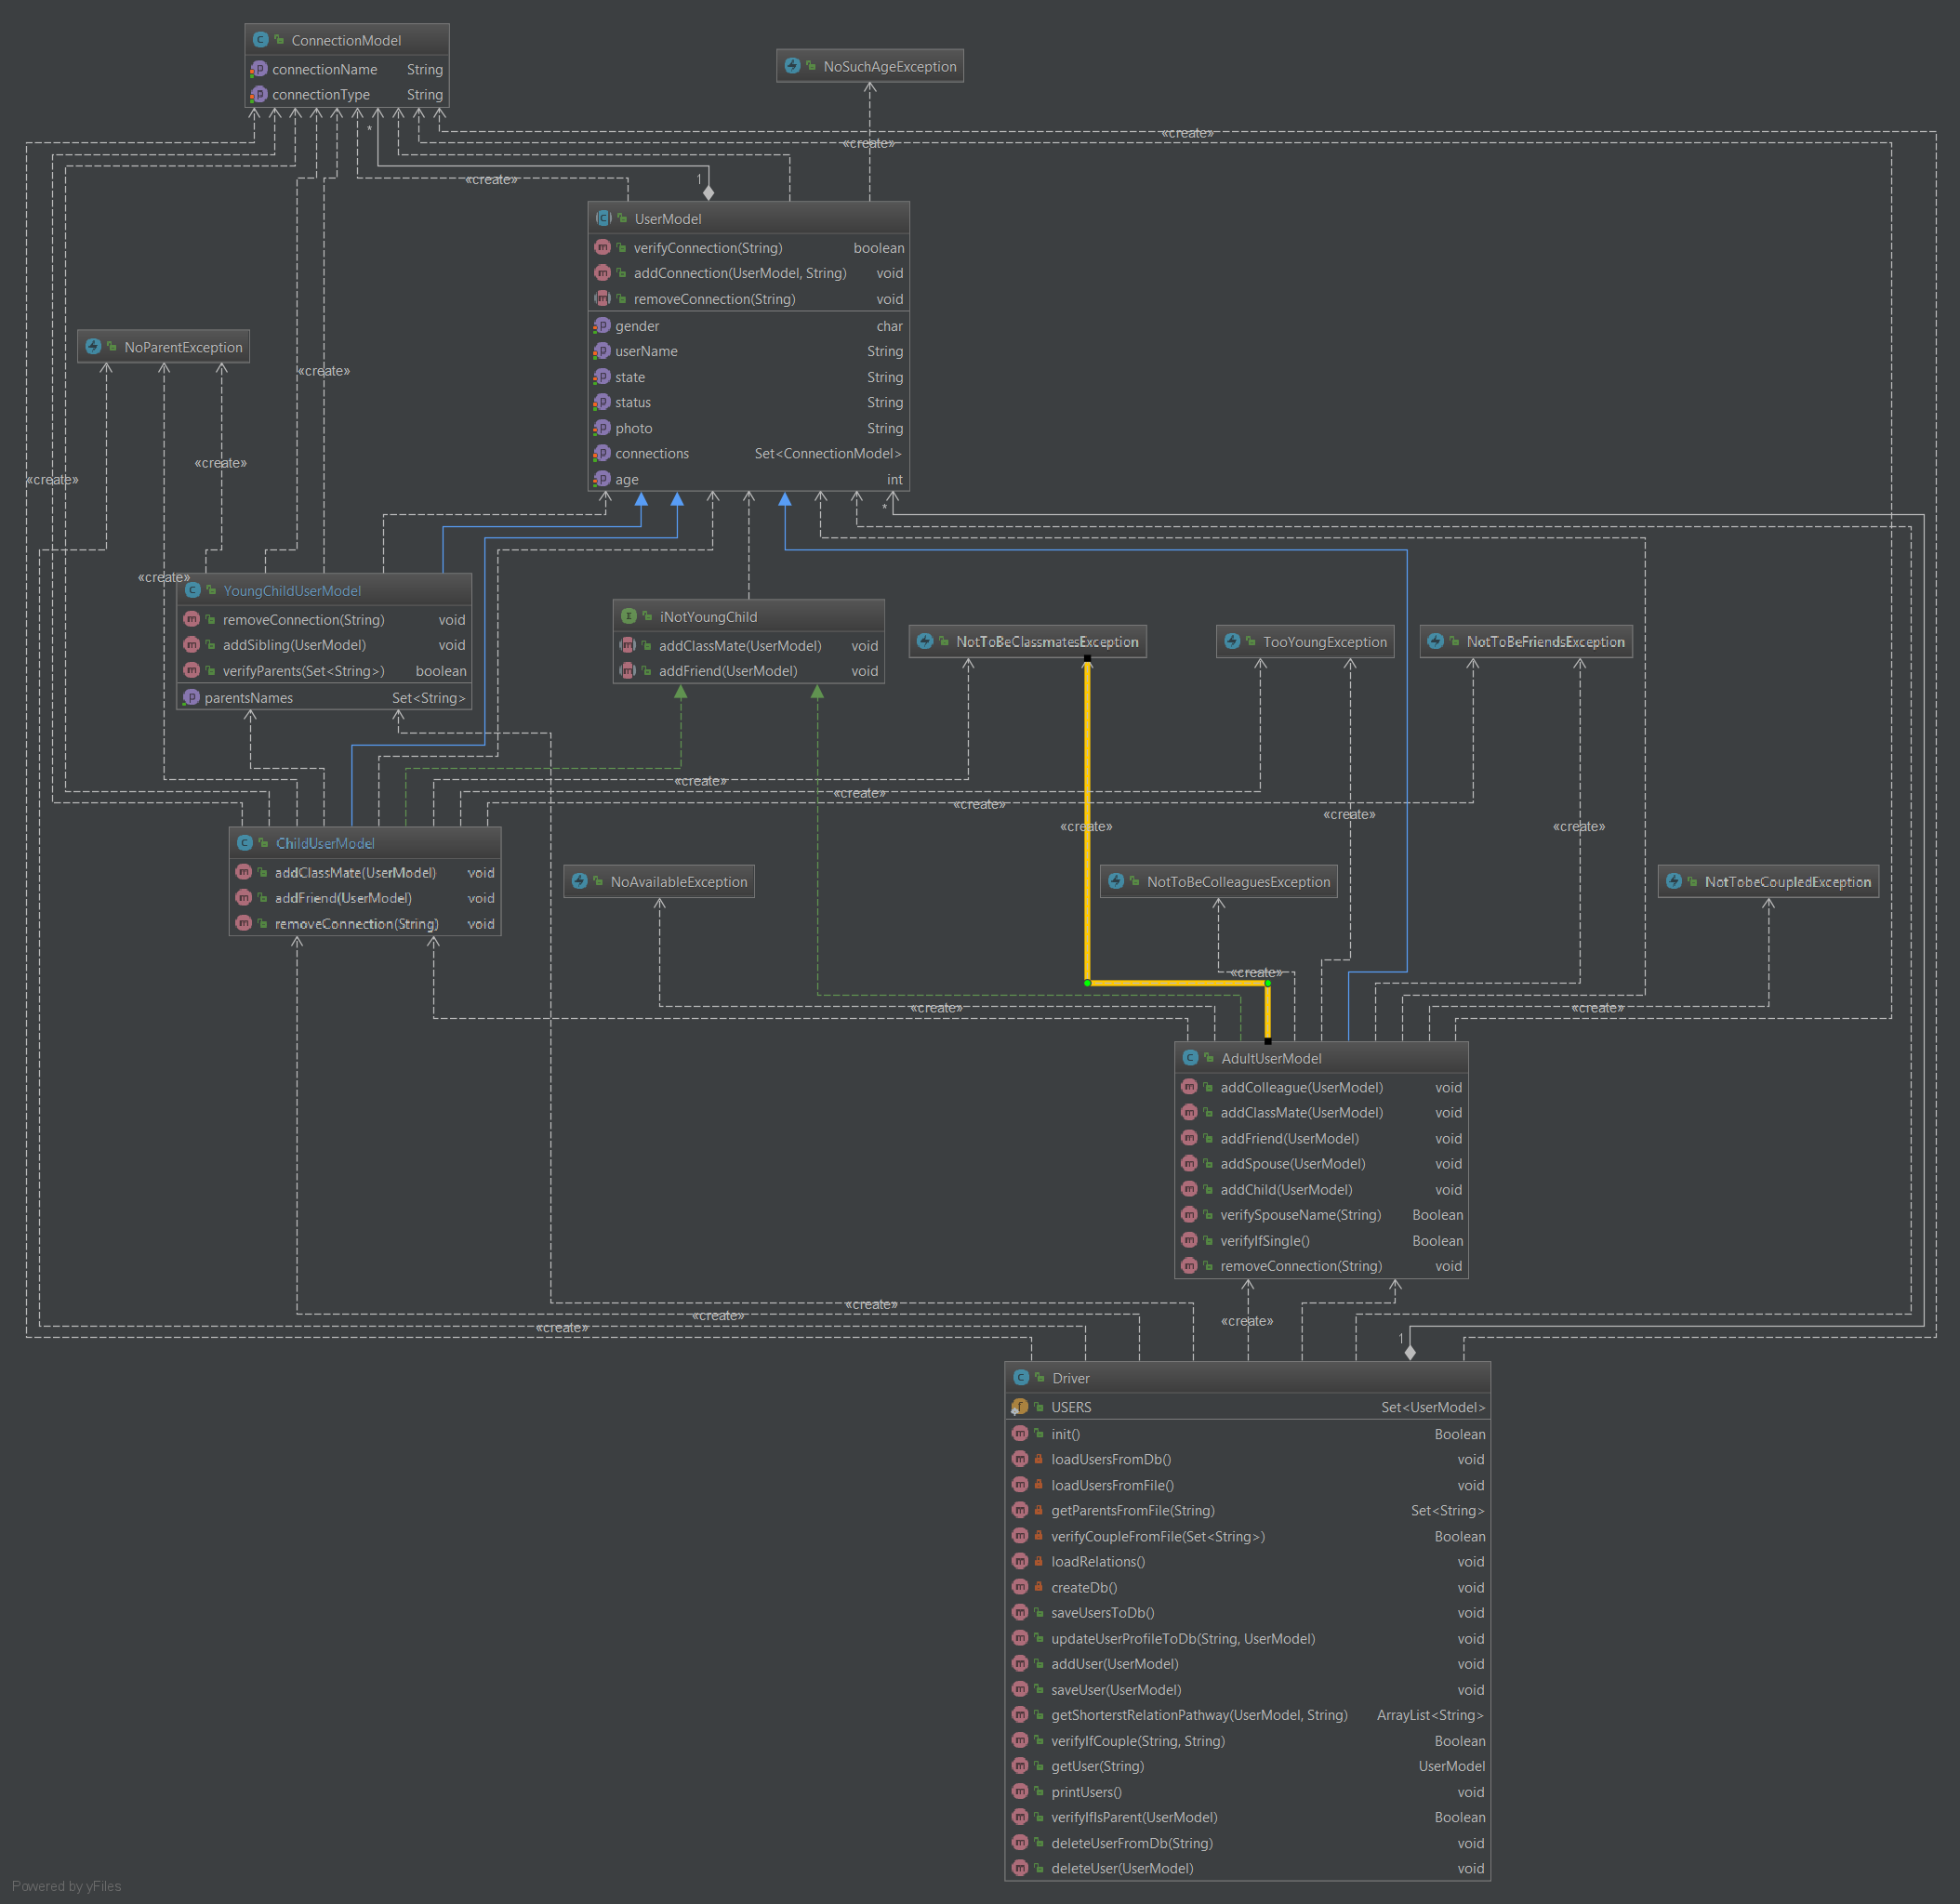 ConnectionModel
connectionName String
connectionType String
NoSuchAgeException
«create»
«create»
*
«create»
1
UserModel
verifyConnection(String) boolean
addConnection(UserModel, String) void
removeConnection(String) void
gender char
userName String
state String
status String
photo String
connections Set<ConnectionModel>
age int
NoParentException
«create»
«create»
«create»
*
«create»
YoungChildUserModel
removeConnection(String) void
addSibling(UserModel) void
verifyParents(Set<String>) boolean
parentsNames Set<String>
iNotYoungChild
addClassMate(UserModel) void
addFriend(UserModel) void
NotToBeClassmatesException
TooYoungException
NotToBeFriendsException
«create»
«create»
«create»
«create»
«create»
«create»
ChildUserModel
addClassMate(UserModel) void
addFriend(UserModel) void
removeConnection(String) void
NoAvailableException
NotToBeColleaguesException
NotTobeCoupledException
«create»
«create»
«create»
AdultUserModel
addColleague(UserModel) void
addClassMate(UserModel) void
addFriend(UserModel) void
addSpouse(UserModel) void
addChild(UserModel) void
verifySpouseName(String) Boolean
verifyIfSingle() Boolean
removeConnection(String) void
«create»
«create»
«create»
«create»
1
Driver
USERS Set<UserModel>
init() Boolean
loadUsersFromDb() void
loadUsersFromFile() void
getParentsFromFile(String) Set<String>
verifyCoupleFromFile(Set<String>) Boolean
loadRelations() void
createDb() void
saveUsersToDb() void
updateUserProfileToDb(String, UserModel) void
addUser(UserModel) void
saveUser(UserModel) void
getShorterstRelationPathway(UserModel, String) ArrayList<String>
verifyIfCouple(String, String) Boolean
getUser(String) UserModel
printUsers() void
verifyIfIsParent(UserModel) Boolean
deleteUserFromDb(String) void
deleteUser(UserModel) void
Powered by yFiles